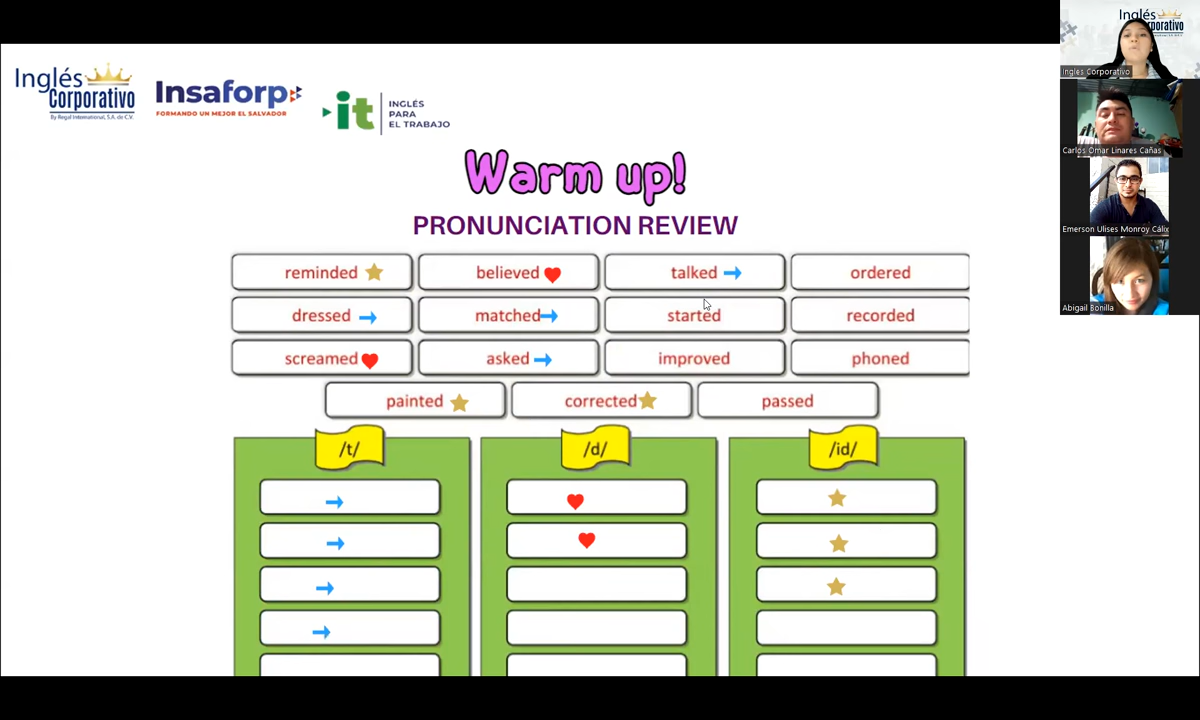 Inglés
Corporativo
By Regal International, S.A. de C.V.
Insaforp
FORMANDO UN MEJOR EL SALVADOR
it
INGLÉS
PARA
EL TRABAJO
Warm up!
PRONUNCIATION REVIEW
reminded believed talked ordered
dressed matched started recorded
screamed asked improved phoned
painted corrected passed
/t/ /d/ /id/
Inglés
Corporativo
Ingles Corporativo
Carlos Omar Linares Cañas
Emerson Ulises Monroy Cálix
Abigail Bonilla